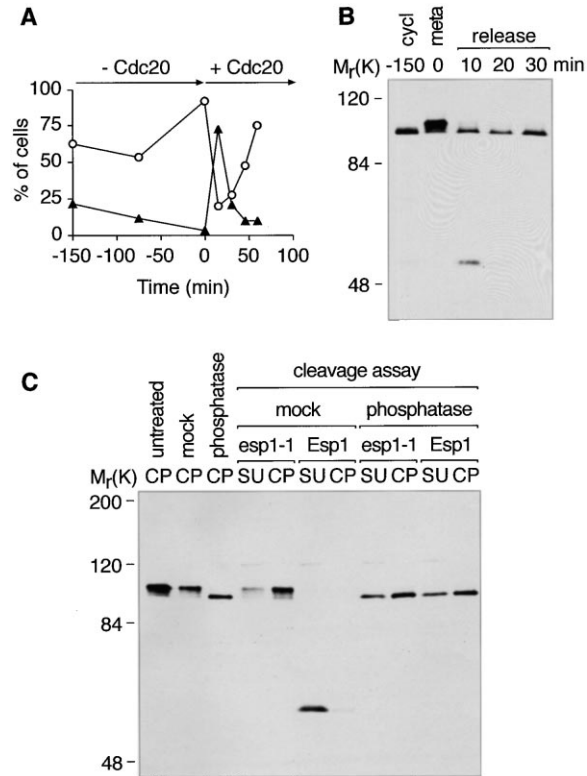 A
- Cdc20 + Cdc20
100
75
50
25
0
% of cells
-150 -100 -50 0 50 100
Time (min)
B
cycl
meta
release
Mr(K) -150 0 10 20 30 min
120
84
48
C
untreated
mock
phosphatase
cleavage assay
mock phosphatase
esp1-1 Esp1 esp1-1 Esp1
Mr(K) CP CP CP SU CP SU CP SU CP SU CP
200
120
84
48